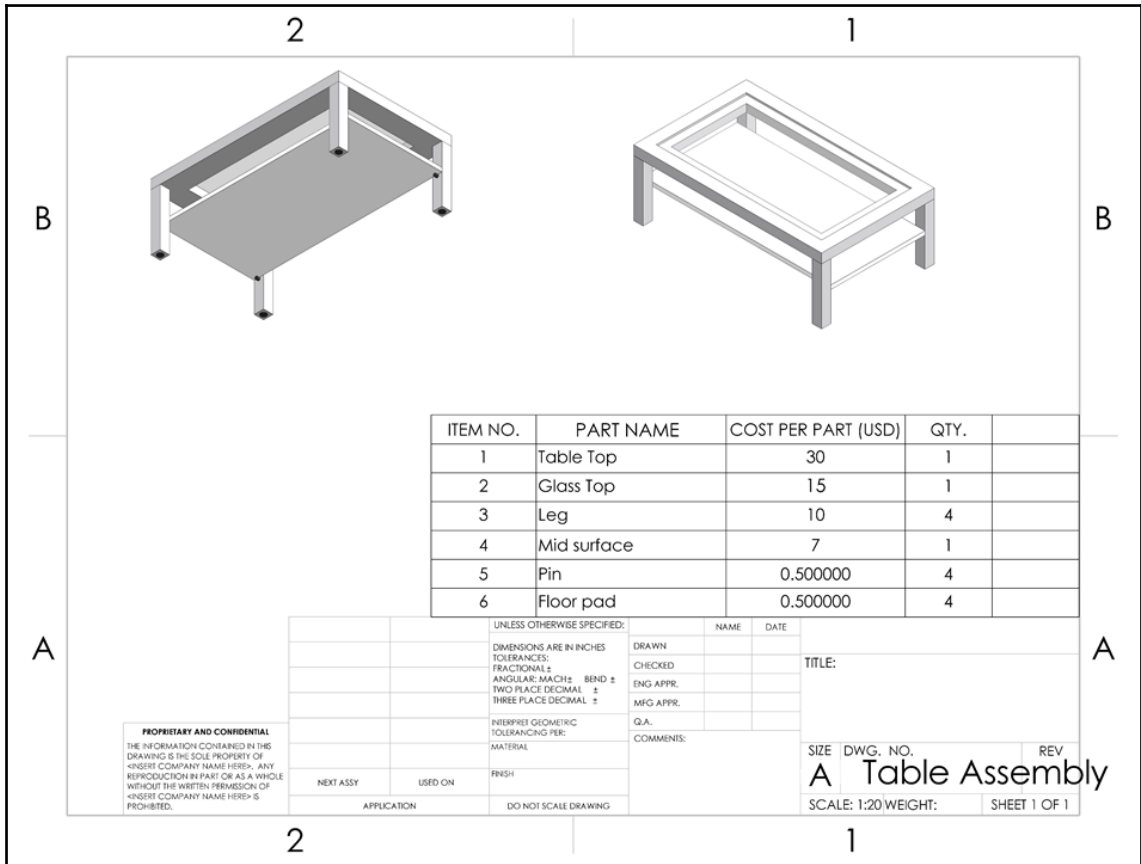 2 1
B B
ITEM NO. PART NAME COST PER PART (USD) QTY.
1 Table Top 30 1
2 Glass Top 15 1
3 Leg 10 4
4 Mid surface 7 1
5 Pin 0.500000 4
6 Floor pad 0.500000 4
A A
UNLESS OTHERWISE SPECIFIED:
DIMENSIONS ARE IN INCHES
TOLERANCES:
FRACTIONAL ±
ANGULAR: MACH ± BEND ±
TWO PLACE DECIMAL ±
THREE PLACE DECIMAL ±
INTERPRET GEOMETRIC
TOLERANCING PER:
MATERIAL
FINISH
DO NOT SCALE DRAWING
NAME DATE
DRAWN
CHECKED
ENG APPR.
MFG APPR.
Q.A.
COMMENTS:
TITLE:
SIZE DWG. NO. REV
A Table Assembly
SCALE: 1:20 WEIGHT: SHEET 1 OF 1
PROPRIETARY AND CONFIDENTIAL
THE INFORMATION CONTAINED IN THIS
DRAWING IS THE SOLE PROPERTY OF
<INSERT COMPANY NAME HERE>. ANY
REPRODUCTION IN PART OR AS A WHOLE
WITHOUT THE WRITTEN PERMISSION OF
<INSERT COMPANY NAME HERE> IS
PROHIBITED.
NEXT ASSY USED ON
APPLICATION
2 1